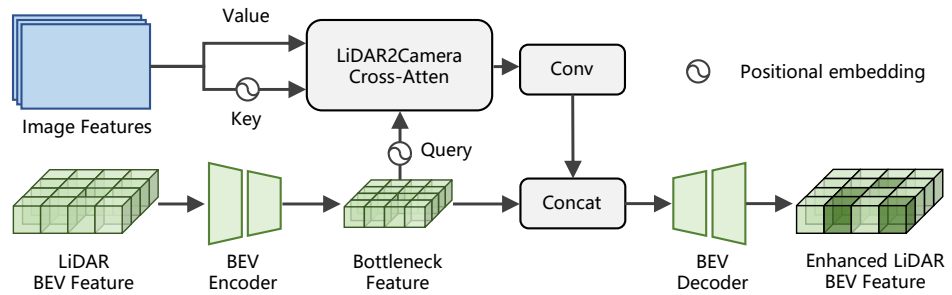 Value
LiDAR2Camera
Cross-Atten
Conv
Positional embedding
Key
Image Features
Query
Concat
LiDAR
BEV Feature
BEV
Encoder
Bottleneck
Feature
BEV
Decoder
Enhanced LiDAR
BEV Feature